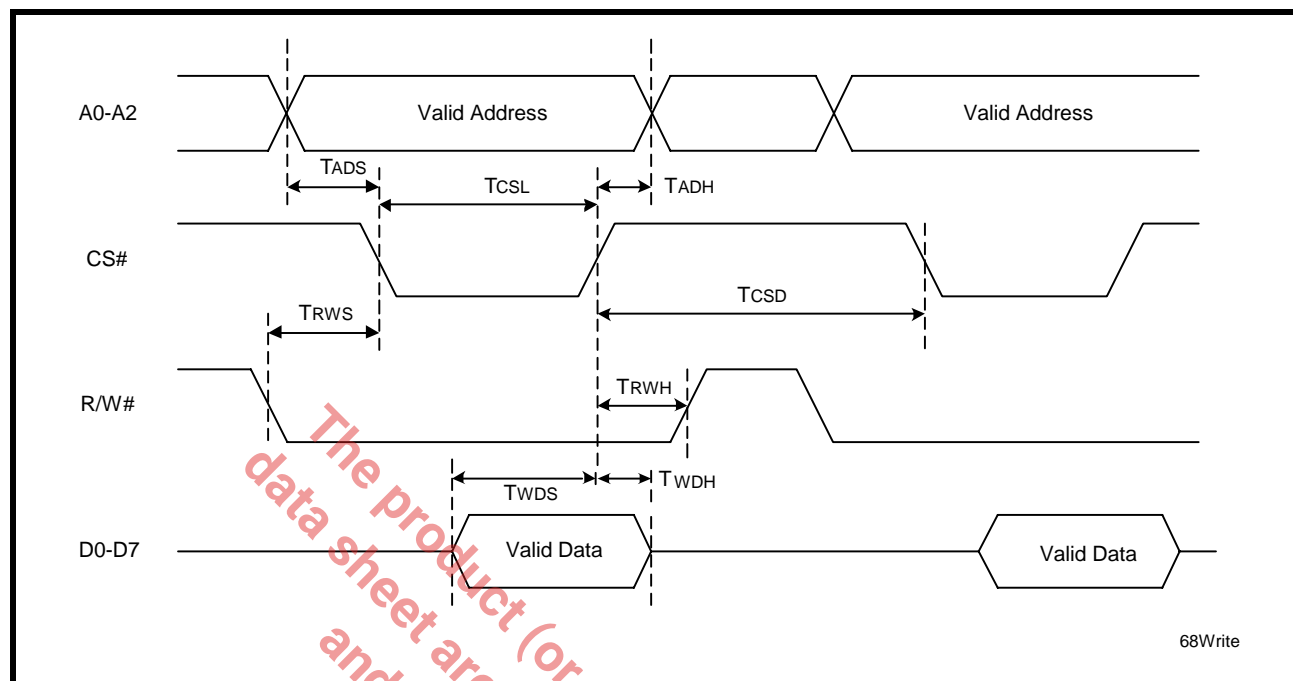 A0-A2
Valid Address
Valid Address
TADS
TCSL
TADH
CS#
TCSD
TRWS
R/W#
TRWH
TWDS
TWDH
D0-D7
Valid Data
Valid Data
68Write
The product (or
data sheet are
and